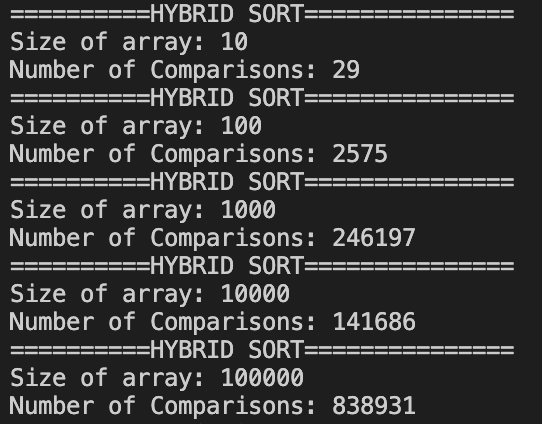 ==========HYBRID SORT===============
Size of array: 10
Number of Comparisons: 29
==========HYBRID SORT===============
Size of array: 100
Number of Comparisons: 2575
==========HYBRID SORT===============
Size of array: 1000
Number of Comparisons: 246197
==========HYBRID SORT===============
Size of array: 10000
Number of Comparisons: 141686
==========HYBRID SORT===============
Size of array: 100000
Number of Comparisons: 838931